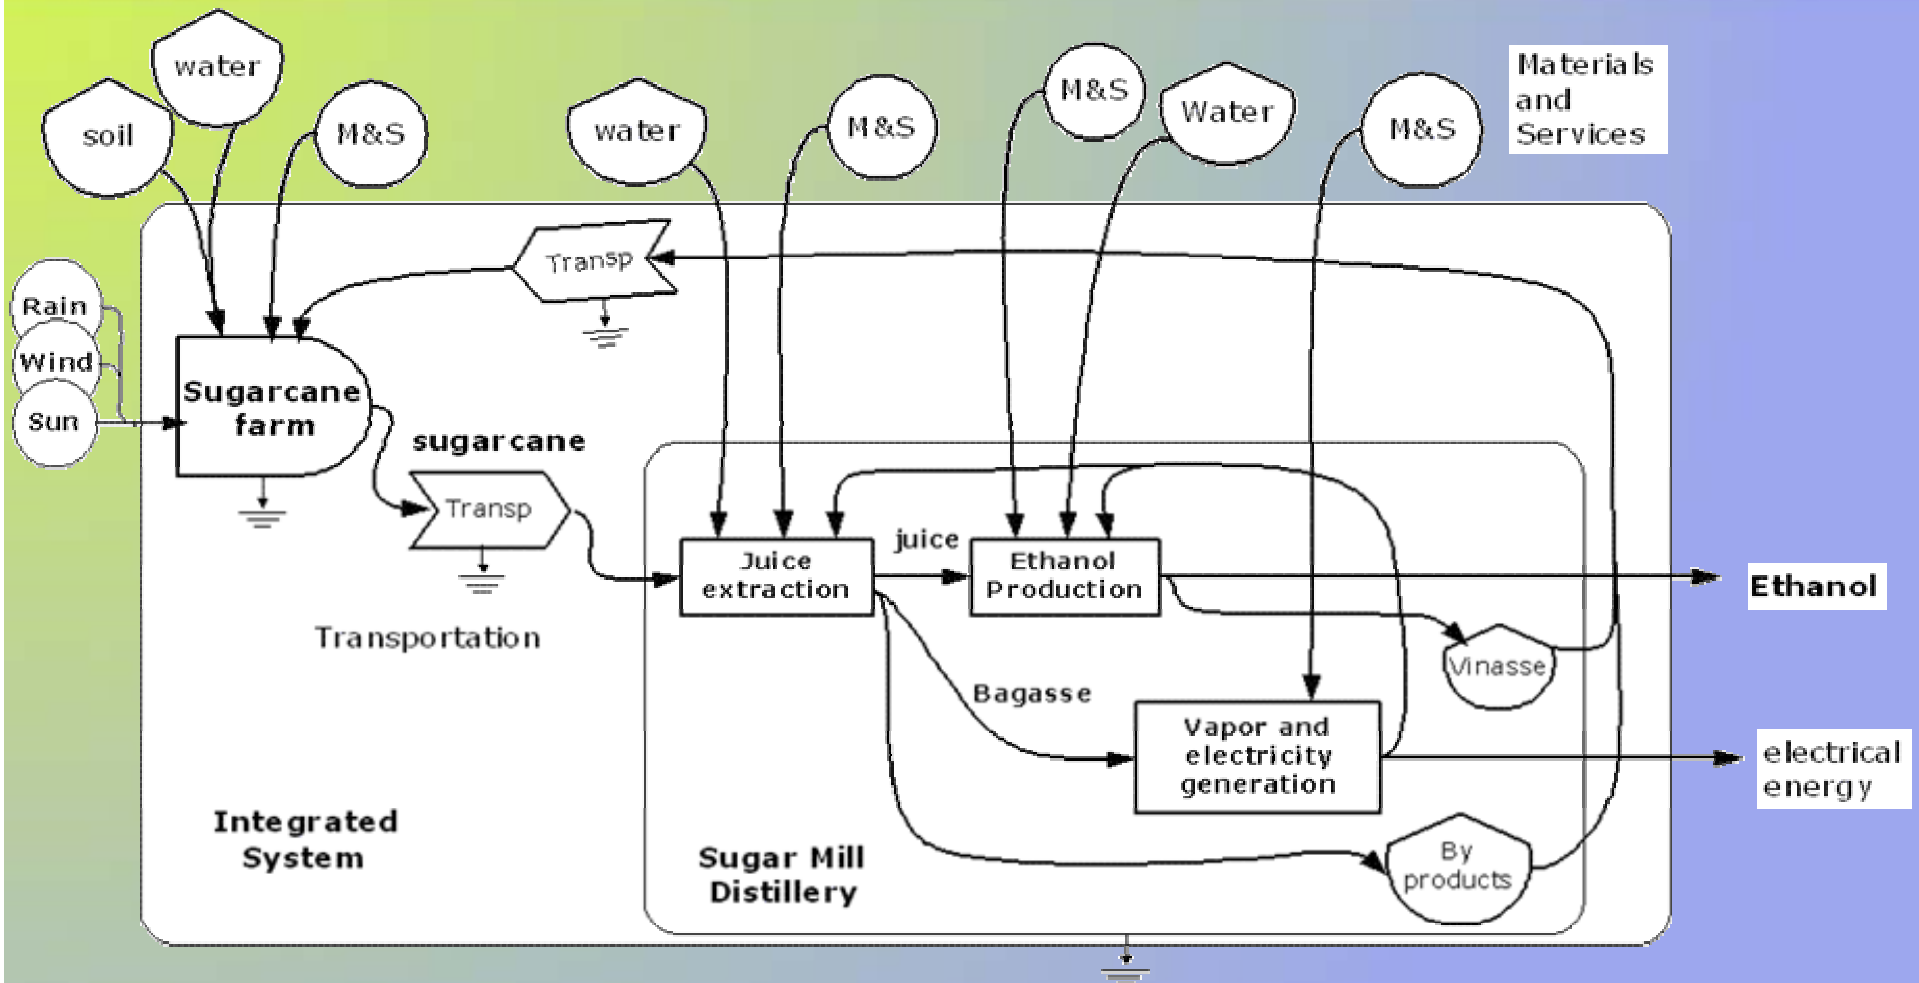 water
soil
M&S
water
M&S
M&S
Water
M&S
Materials
and
Services
Rain
Wind
Sun
Transp
Sugarcane
farm
sugarcane
Transp
Transportation
juice
Juice
extraction
Ethanol
Production
Ethanol
Vinasse
Bagasse
Vapor and
electricity
generation
electrical
energy
By
products
Integrated
System
Sugar Mill
Distillery